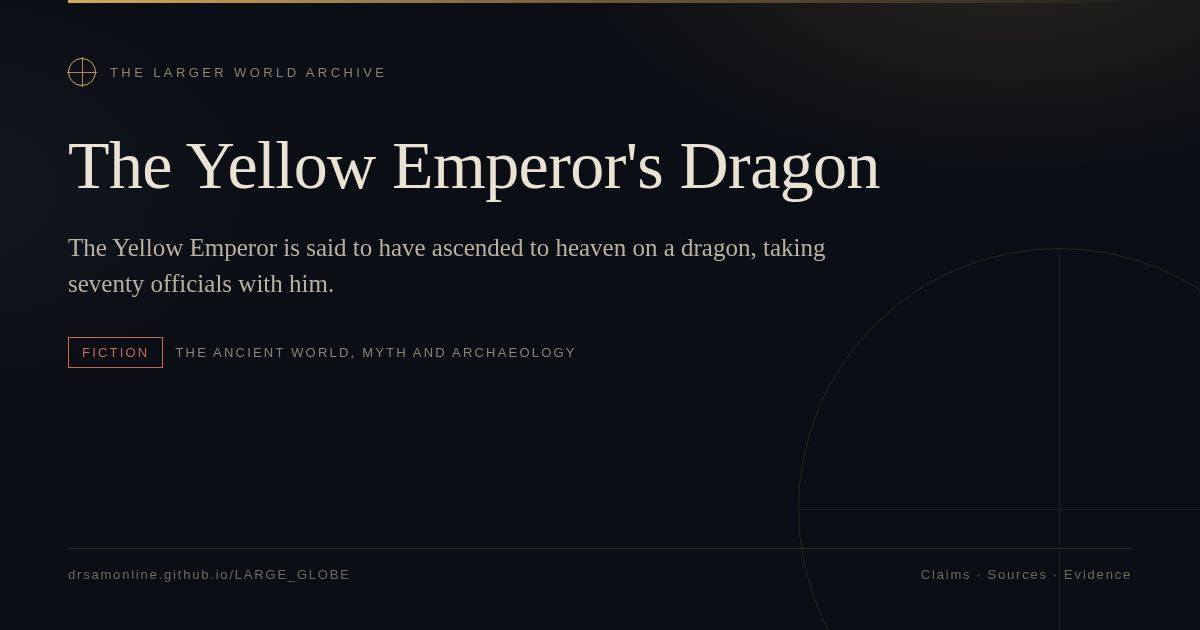 THE LARGER WORLD ARCHIVE
The Yellow Emperor's Dragon
The Yellow Emperor is said to have ascended to heaven on a dragon, taking
seventy officials with him.
FICTION THE ANCIENT WORLD, MYTH AND ARCHAEOLOGY
drsamonline.github.io/LARGE_GLOBE Claims · Sources · Evidence